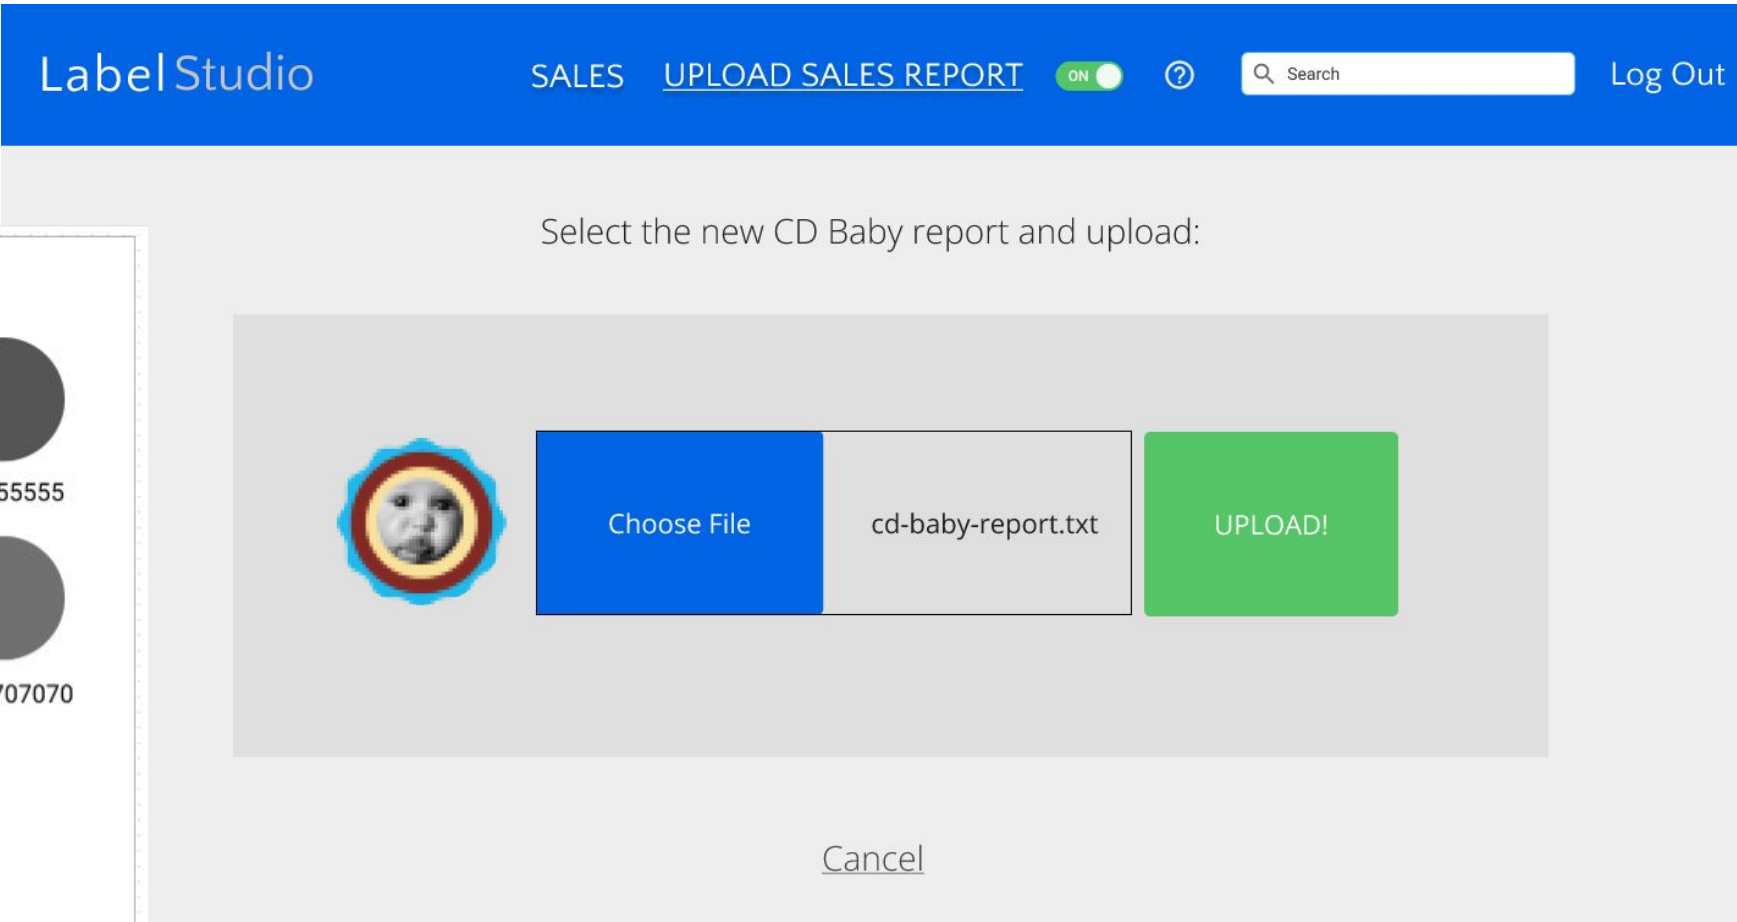 Label Studio SALES UPLOAD SALES REPORT ON ? Search Log Out
Select the new CD Baby report and upload:
Choose File cd-baby-report.txt UPLOAD!
55555
707070
Cancel